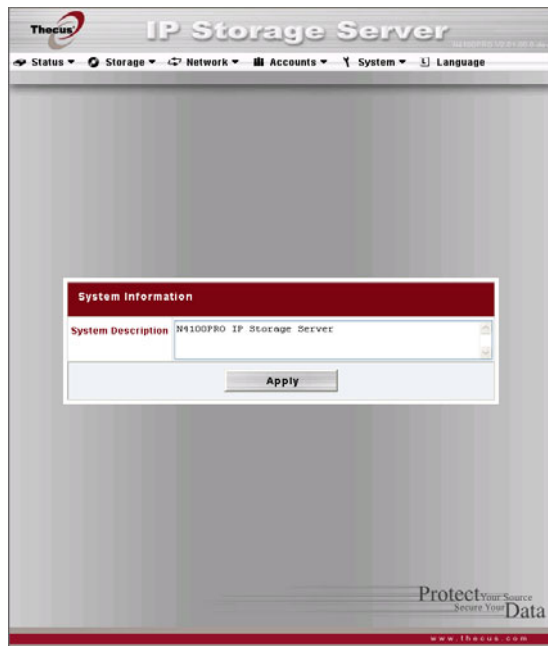 Thecus
IP Storage Server
Status Storage Network Accounts System Language
System Information
System Description N4100PRO IP Storage Server
Apply
Protect Your Source
Secure Your Data
www.thecus.com